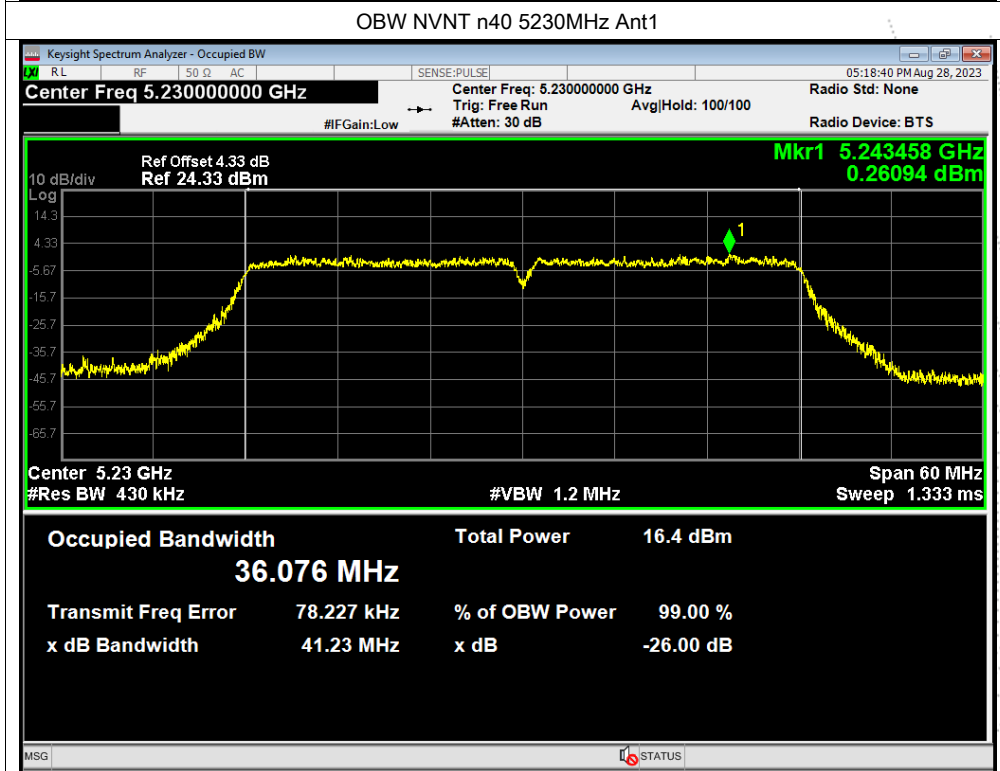 OBW NVNT n40 5230MHz Ant1
Keysight Spectrum Analyzer - Occupied BW
LXI RL RF 50 Ω AC SENSE:PULSE 05:18:40 PM Aug 28, 2023
Center Freq 5.230000000 GHz Center Freq: 5.230000000 GHz Radio Std: None
Trig: Free Run Avg|Hold: 100/100
#IFGain:Low #Atten: 30 dB Radio Device: BTS
Mkr1 5.243458 GHz
0.26094 dBm
Ref Offset 4.33 dB
10 dB/div Ref 24.33 dBm
Log
1
14.3
4.33
-5.67
-15.7
-25.7
-35.7
-45.7
-55.7
-65.7
Center 5.23 GHz Span 60 MHz
#Res BW 430 kHz #VBW 1.2 MHz Sweep 1.333 ms
Occupied Bandwidth Total Power 16.4 dBm
36.076 MHz
Transmit Freq Error 78.227 kHz % of OBW Power 99.00 %
x dB Bandwidth 41.23 MHz x dB -26.00 dB
MSG STATUS